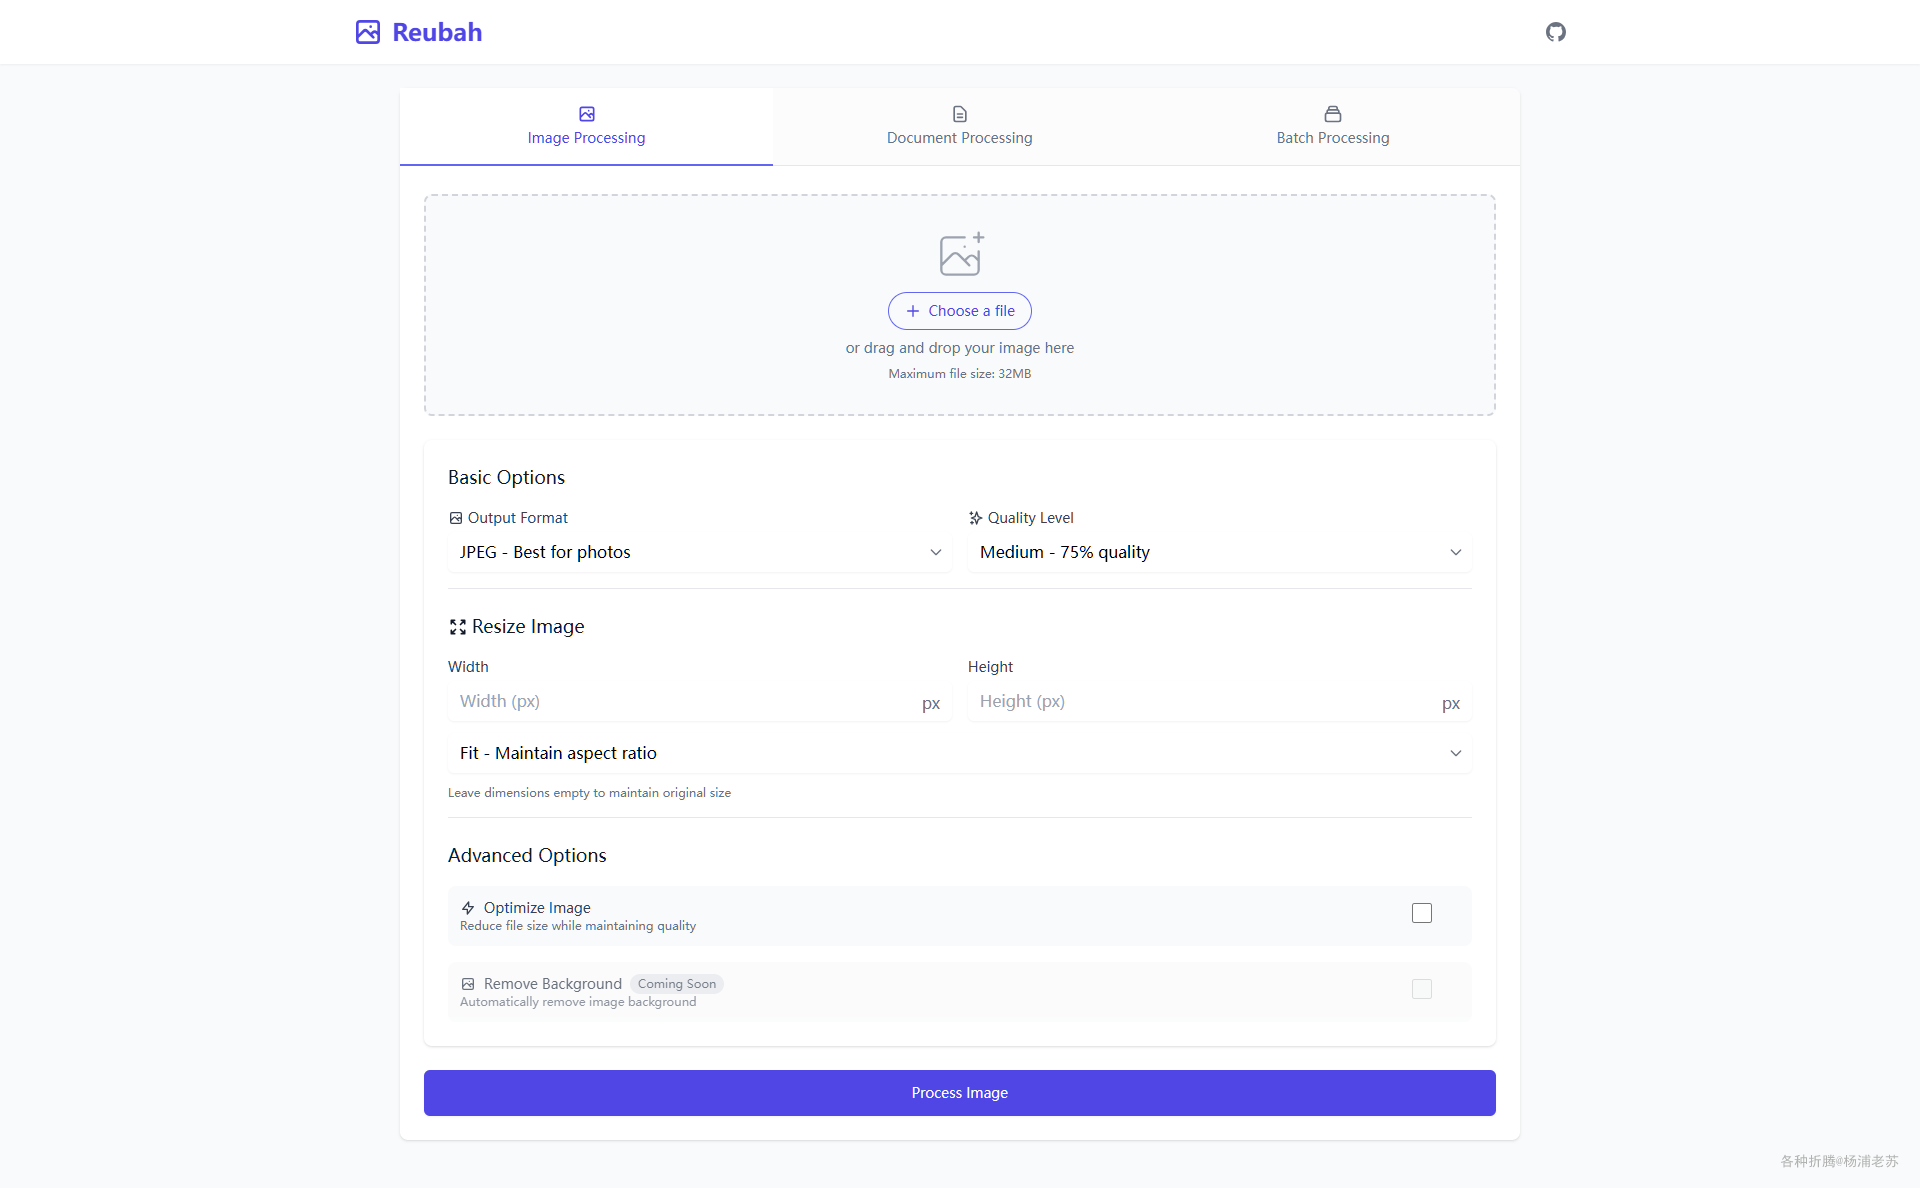 Reubah
Image Processing
Document Processing
Batch Processing
Choose a file
or drag and drop your image here
Maximum file size: 32MB
Basic Options
Output Format
Quality Level
JPEG - Best for photos
Medium - 75% quality
Resize Image
Width
Height
Width (px)
px
Height (px)
px
Fit - Maintain aspect ratio
Leave dimensions empty to maintain original size
Advanced Options
Optimize Image
Reduce file size while maintaining quality
Remove Background Coming Soon
Automatically remove image background
Process Image
各种折腾@杨浦老苏